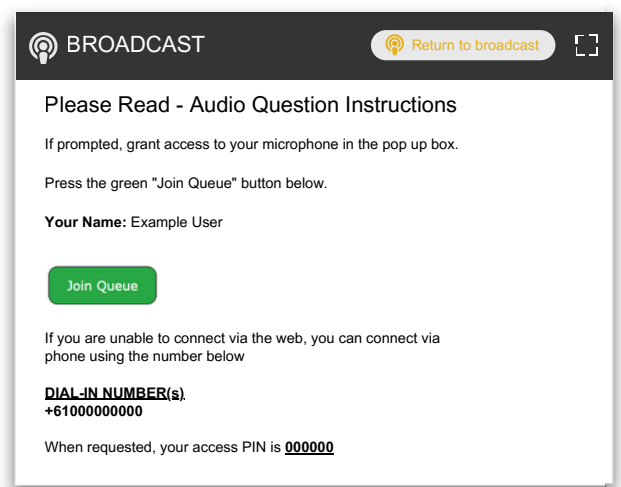 BROADCAST
Return to broadcast
Please Read - Audio Question Instructions
If prompted, grant access to your microphone in the pop up box.
Press the green "Join Queue" button below.
Your Name: Example User
Join Queue
If you are unable to connect via the web, you can connect via
phone using the number below
DIAL-IN NUMBER(s)
+61000000000
When requested, your access PIN is 000000